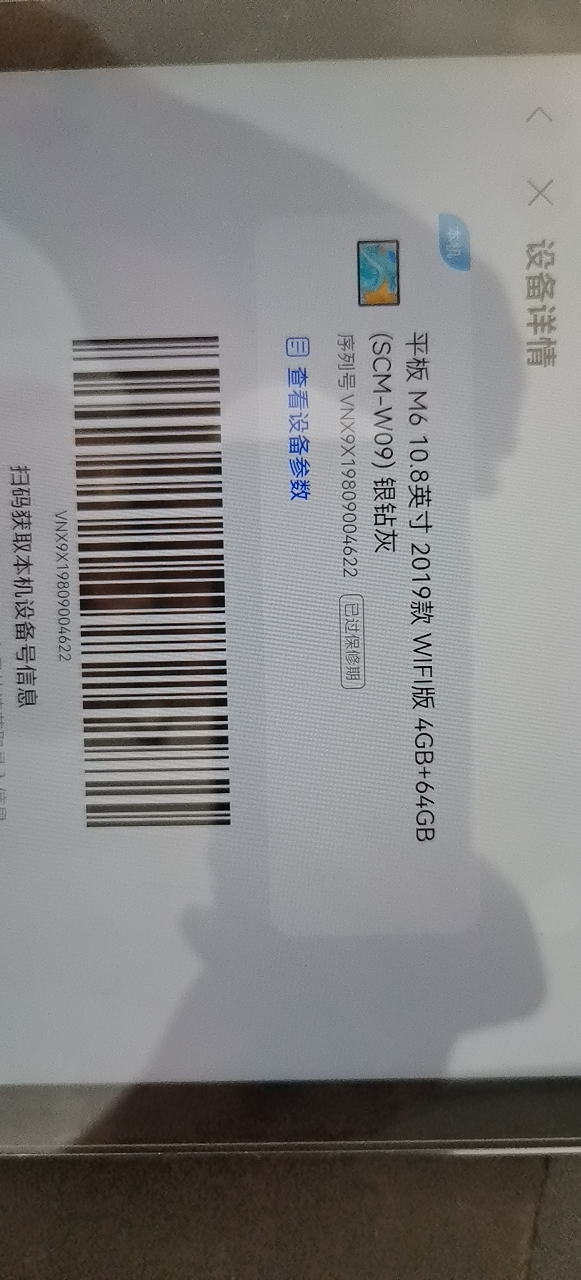 设备详情
本机
平板 M6 10.8英寸 2019款 WIFI版 4GB+64GB
(SCM-W09) 银钻灰
序列号 VNX9X19809004622 已过保修期
查看设备参数
VNX9X19809004622
扫码获取本机设备号信息